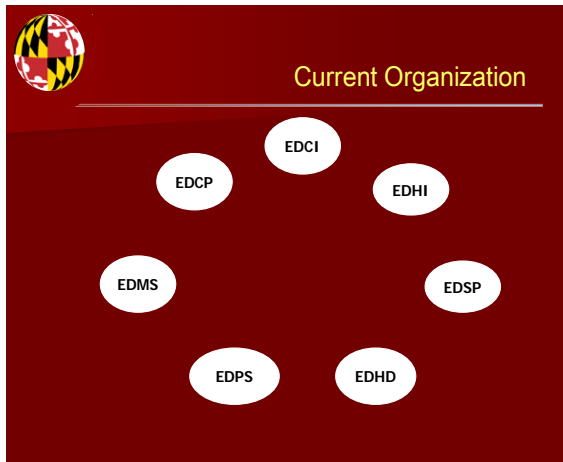 Current Organization
EDCI
EDCP
EDHI
EDMS
EDSP
EDPS
EDHD